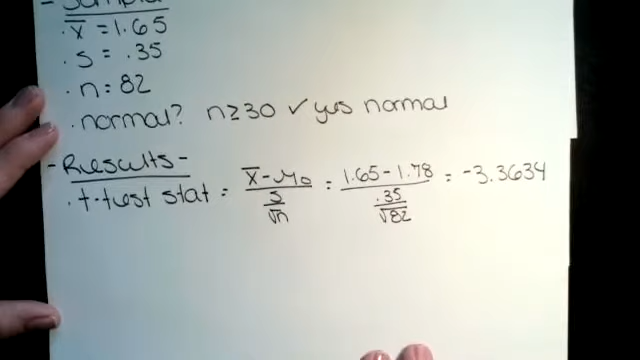 - Sample
· x̄ = 1.65
· s = .35
· n = 82
· normal? n ≥ 30 ✓ yes normal
- Results -
· t-test stat = (x̄ - μ₀) / (s/√n) = (1.65 - 1.78) / (.35/√82) = -3.3634